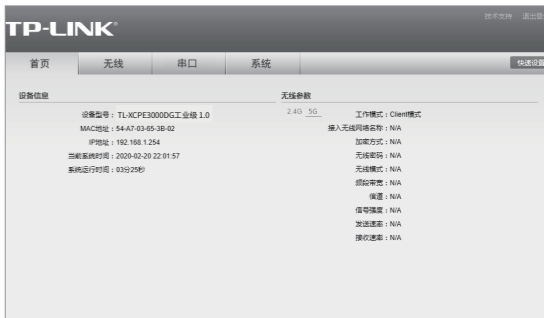 技术支持 退出登
TP-LINK®
首页 无线 串口 系统 快速设置
设备信息
设备型号：TL-XCPE3000DG工业级 1.0
MAC地址：54-A7-03-65-3B-02
IP地址：192.168.1.254
当前系统时间：2020-02-20 22:01:57
系统运行时间：03分25秒
无线参数
2.4G 5G
工作模式：Client模式
接入无线网络名称：N/A
加密方式：N/A
无线密码：N/A
无线模式：N/A
频段带宽：N/A
信道：N/A
信号强度：N/A
发送速率：N/A
接收速率：N/A